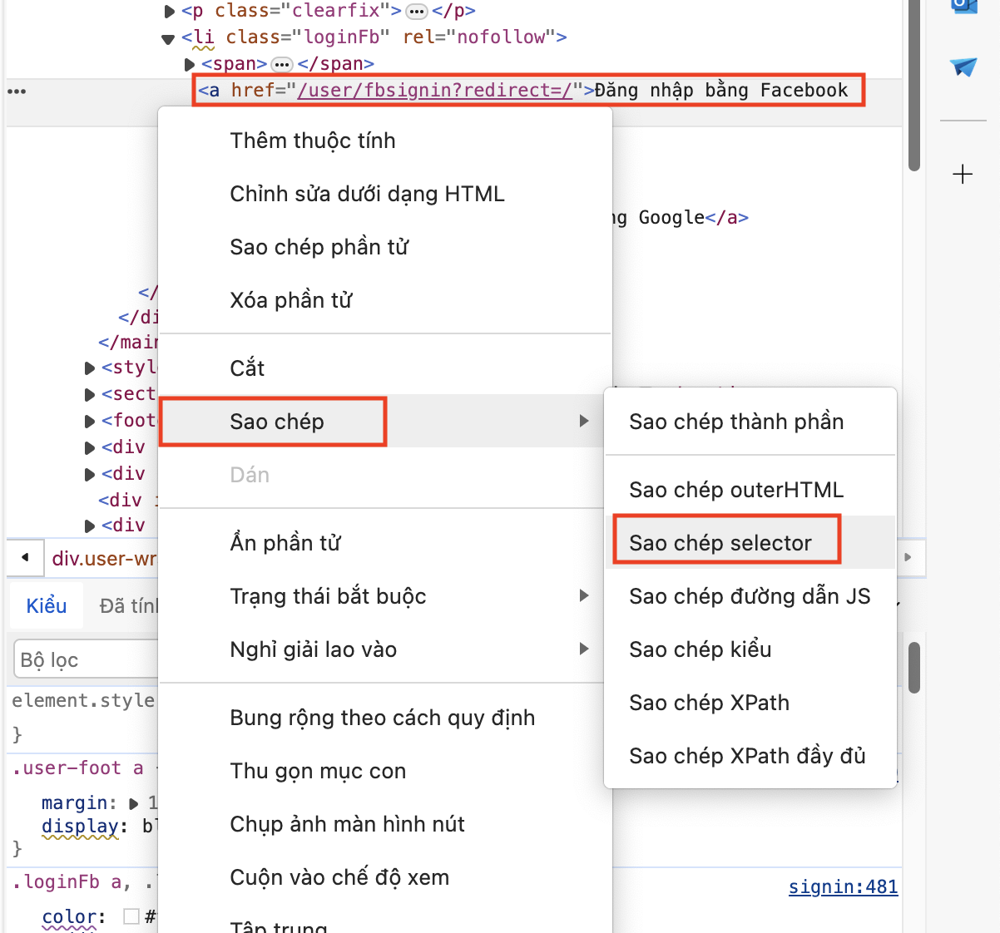 <p class="clearfix">…</p>
<li class="loginFb" rel="nofollow">
<span>…</span>
<a href="/user/fbsignin?redirect=/">Đăng nhập bằng Facebook
Thêm thuộc tính
Chỉnh sửa dưới dạng HTML
ng Google</a>
Sao chép phần tử
Xóa phần tử
</
</di
</main
<style
<sect
<foot
<div
<div
<div
<div
Cắt
Sao chép
Dán
Ẩn phần tử
Trạng thái bắt buộc
Nghỉ giải lao vào
Bung rộng theo cách quy định
Thu gọn mục con
Chụp ảnh màn hình nút
Cuộn vào chế độ xem
Tập trung
Sao chép thành phần
Sao chép outerHTML
Sao chép selector
Sao chép đường dẫn JS
Sao chép kiểu
Sao chép XPath
Sao chép XPath đầy đủ
div.user-wr
Kiểu
Đã tính
Bộ lọc
element.style
}
.user-foot a
margin: 1
display: bl
}
.loginFb a, .
signin:481
color: #